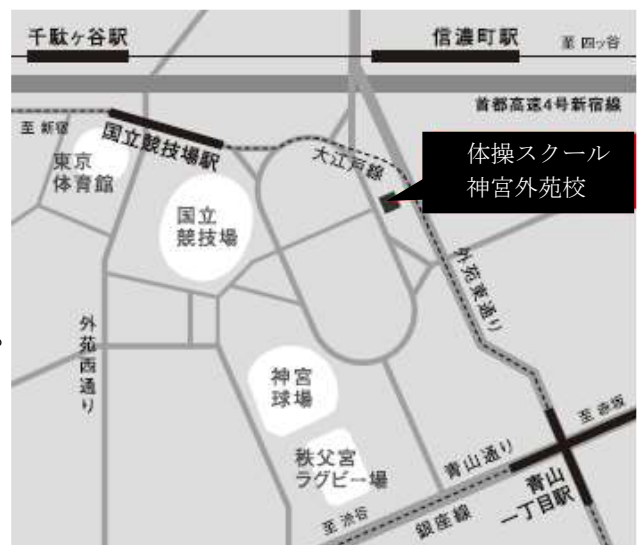 千駄ヶ谷駅
信濃町駅
至 四ッ谷
首都高速4号新宿線
至 新宿
国立競技場駅
大江戸線
体操スクール
神宮外苑校
東京
体育館
国立
競技場
外苑東通り
外苑西通り
神宮
球場
至 赤坂
秩父宮
ラグビー場
青山通り
青山
一丁目駅
至 渋谷
銀座線